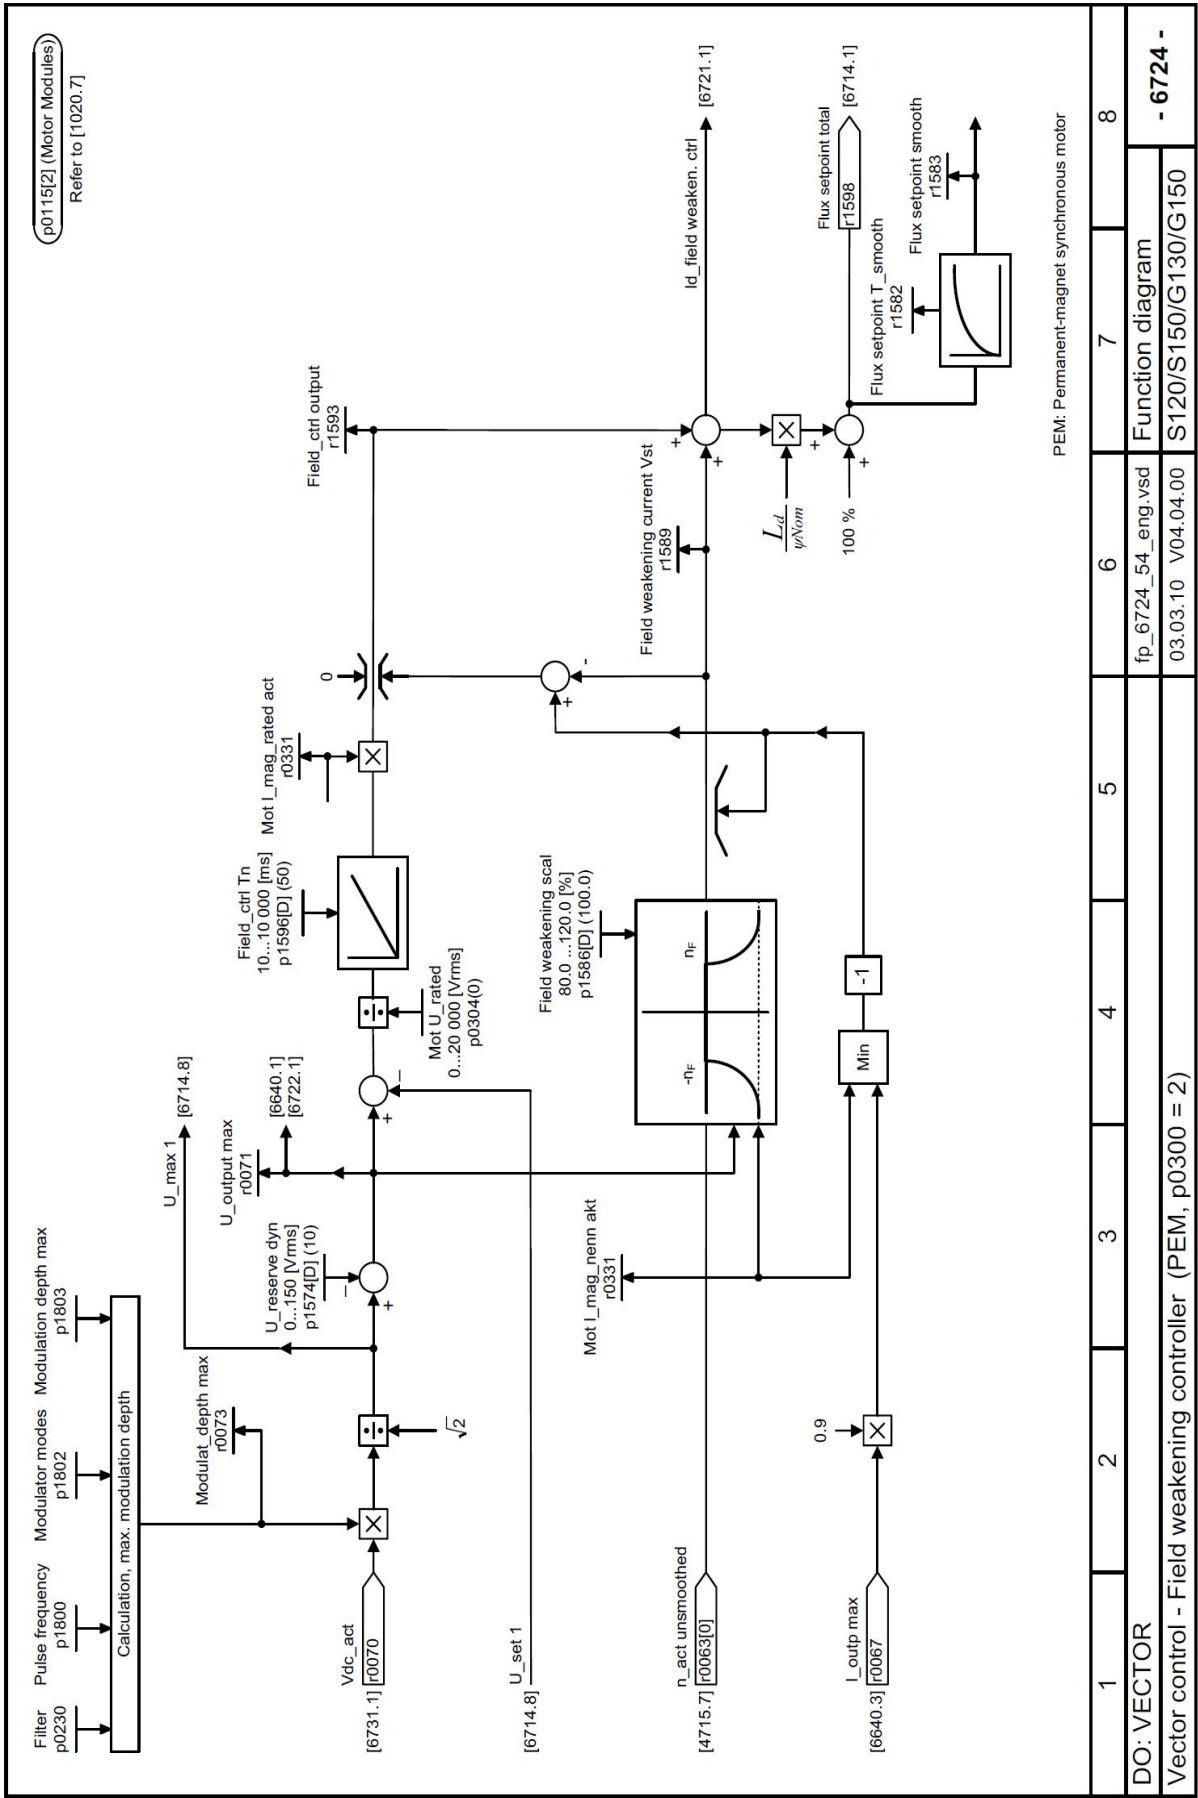 p0115[2] (Motor Modules)
Refer to [1020.7]
Filter
p0230
Pulse frequency
p1800
Modulator modes
p1802
Modulation depth max
p1803
Calculation, max. modulation depth
Modulat_depth max
r0073
U_max 1
[6714.8]
U_output max
r0071
[6640.1]
[6722.1]
U_reserve dyn
0...150 [Vrms]
p1574[D] (10)
Vdc_act
[6731.1]
r0070
√2
+
–
+
–
Mot U_rated
0...20 000 [Vrms]
p0304(0)
Field_ctrl Tn
10...10 000 [ms]
p1596[D] (50)
Mot I_mag_rated act
r0331
0
Field_ctrl output
r1593
U_set 1
[6714.8]
+
-
Mot I_mag_nenn akt
r0331
Field weakening scal
80.0 ...120.0 [%]
p1586[D] (100.0)
-nF
nF
Field weakening current Vst
r1589
+
+
Id_field weaken. ctrl
[6721.1]
n_act unsmoothed
[4715.7]
r0063[0]
Ld
ψNom
+
+
100 %
Flux setpoint total
r1598
[6714.1]
Flux setpoint T_smooth
r1582
Flux setpoint smooth
r1583
I_outp max
[6640.3]
r0067
0.9
Min
-1
PEM: Permanent-magnet synchronous motor
1
2
3
4
5
6
7
8
DO: VECTOR
fp_6724_54_eng.vsd
Function diagram
- 6724 -
Vector control - Field weakening controller (PEM, p0300 = 2)
03.03.10 V04.04.00
S120/S150/G130/G150